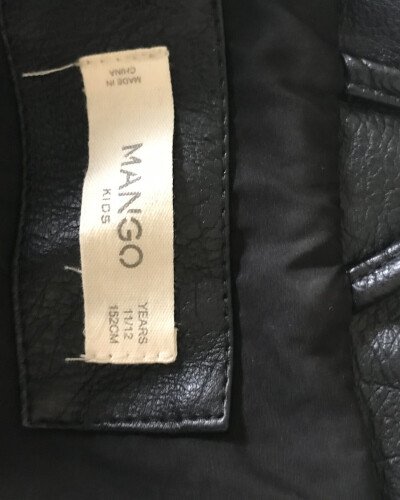 MADE IN
CHINA
MANGO
KIDS
YEARS
11/12
152CM